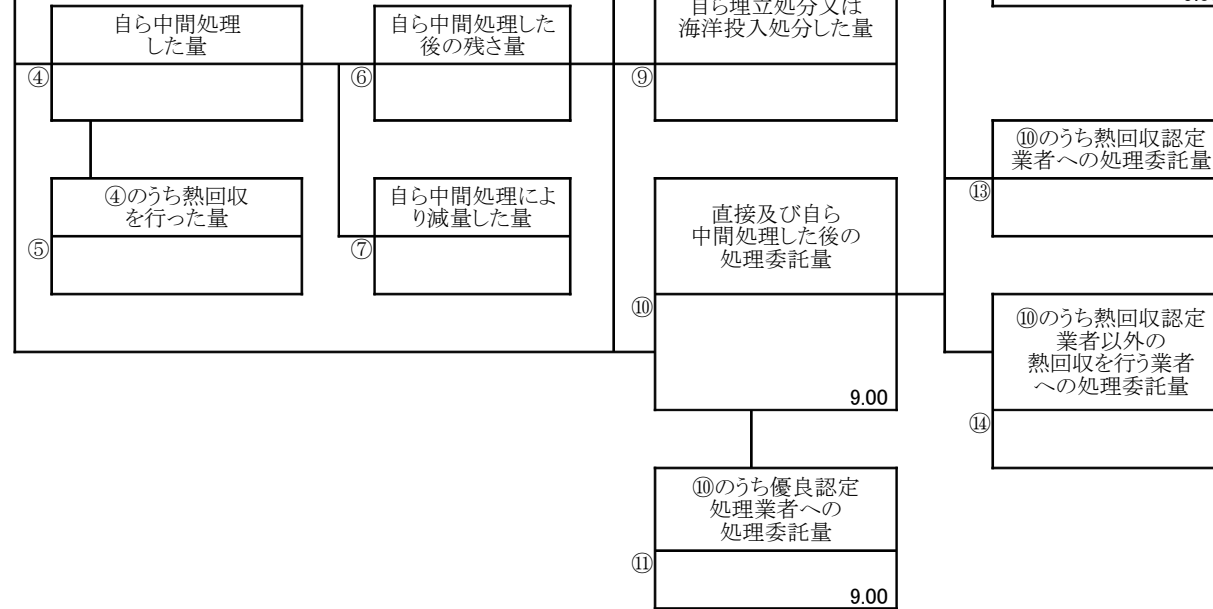 自ら埋立処分又は
海洋投入処分した量
⑨
自ら中間処理
した量
④
自ら中間処理した
後の残さ量
⑥
④のうち熱回収
を行った量
⑤
自ら中間処理によ
り減量した量
⑦
直接及び自ら
中間処理した後の
処理委託量
⑩
9.00
⑩のうち優良認定
処理業者への
処理委託量
⑪
9.00
⑩のうち熱回収認定
業者への処理委託量
⑬
⑩のうち熱回収認定
業者以外の
熱回収を行う業者
への処理委託量
⑭